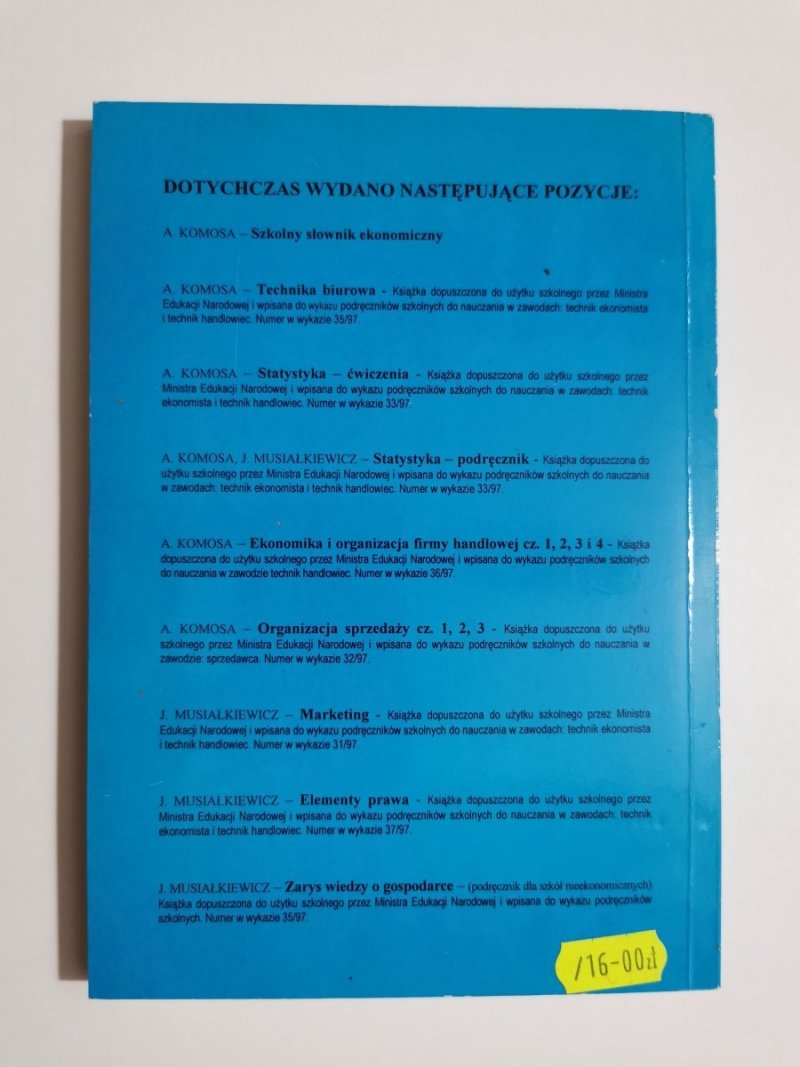 DOTYCHCZAS WYDANO NASTĘPUJĄCE POZYCJE:
A. KOMOSA – Szkolny słownik ekonomiczny
A. KOMOSA – Technika biurowa - Książka dopuszczona do użytku szkolnego przez Ministra
Edukacji Narodowej i wpisana do wykazu podręczników szkolnych do nauczania w zawodach: technik ekonomista
i technik handlowiec. Numer w wykazie 35/97.
A. KOMOSA – Statystyka – ćwiczenia - Książka dopuszczona do użytku szkolnego przez
Ministra Edukacji Narodowej i wpisana do wykazu podręczników szkolnych do nauczania w zawodach: technik
ekonomista i technik handlowiec. Numer w wykazie 33/97.
A. KOMOSA, J. MUSIAŁKIEWICZ – Statystyka – podręcznik - Książka dopuszczona do
użytku szkolnego przez Ministra Edukacji Narodowej i wpisana do wykazu podręczników szkolnych do nauczania
w zawodach: technik ekonomista i technik handlowiec. Numer w wykazie 33/97.
A. KOMOSA – Ekonomika i organizacja firmy handlowej cz. 1, 2, 3 i 4 - Książka
dopuszczona do użytku szkolnego przez Ministra Edukacji Narodowej i wpisana do wykazu podręczników szkolnych
do nauczania w zawodzie technik handlowiec. Numer w wykazie 36/97.
A. KOMOSA – Organizacja sprzedaży cz. 1, 2, 3 - Książka dopuszczona do użytku
szkolnego przez Ministra Edukacji Narodowej i wpisana do wykazu podręczników szkolnych do nauczania w
zawodzie: sprzedawca. Numer w wykazie 32/97.
J. MUSIAŁKIEWICZ – Marketing - Książka dopuszczona do użytku szkolnego przez Ministra
Edukacji Narodowej i wpisana do wykazu podręczników szkolnych do nauczania w zawodach: technik ekonomista
i technik handlowiec. Numer w wykazie 31/97.
J. MUSIAŁKIEWICZ – Elementy prawa - Książka dopuszczona do użytku szkolnego przez
Ministra Edukacji Narodowej i wpisana do wykazu podręczników szkolnych do nauczania w zawodach: technik
ekonomista i technik handlowiec. Numer w wykazie 37/97.
J. MUSIAŁKIEWICZ – Zarys wiedzy o gospodarce – (podręcznik dla szkół nieekonomicznych)
Książka dopuszczona do użytku szkolnego przez Ministra Edukacji Narodowej i wpisana do wykazu podręczników
szkolnych. Numer w wykazie 35/97.
/16-00zł